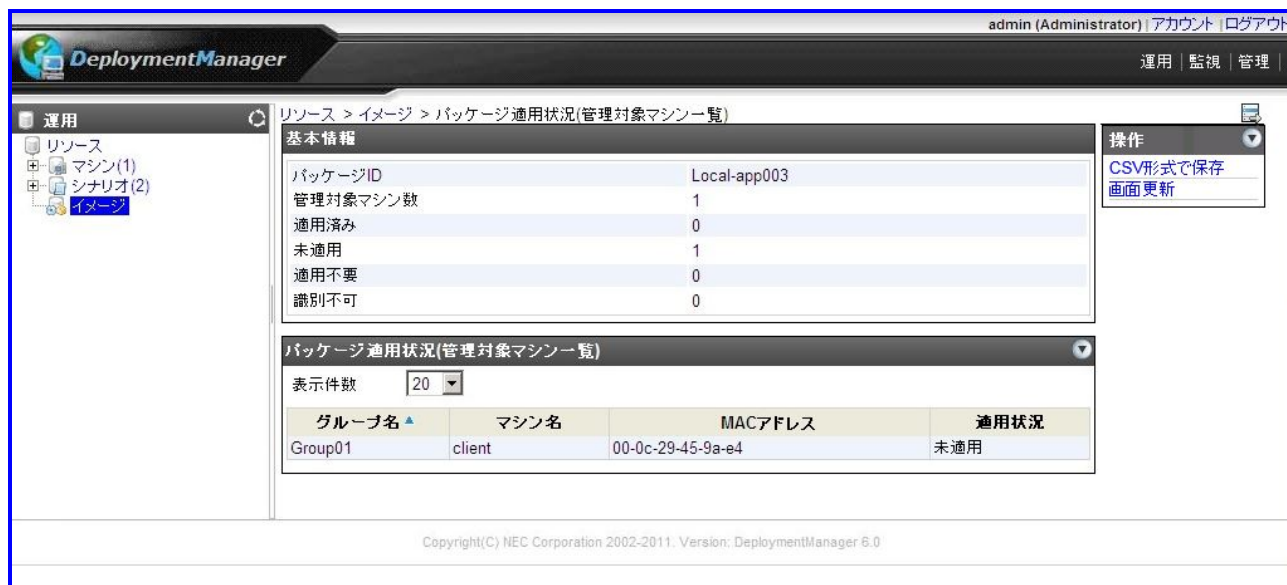 admin (Administrator) | アカウント | ログアウト
DeploymentManager
運用 | 監視 | 管理 |
運用
リソース
マシン(1)
シナリオ(2)
イメージ
リソース > イメージ > パッケージ適用状況(管理対象マシン一覧)
基本情報
パッケージID Local-app003
管理対象マシン数 1
適用済み 0
未適用 1
適用不要 0
識別不可 0
操作
CSV形式で保存
画面更新
パッケージ適用状況(管理対象マシン一覧)
表示件数 20
グループ名 マシン名 MACアドレス 適用状況
Group01 client 00-0c-29-45-9a-e4 未適用
Copyright(C) NEC Corporation 2002-2011. Version: DeploymentManager 6.0